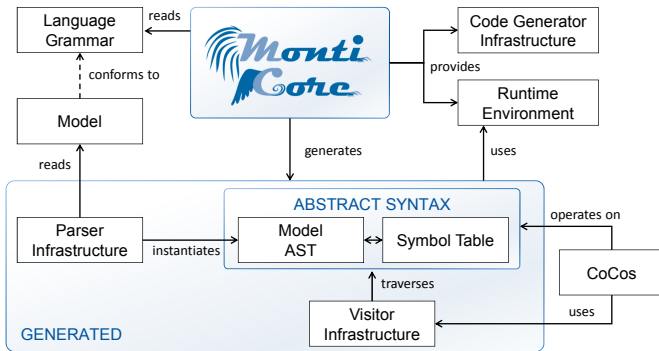 Language
Grammar
reads
Monti
Core
Code Generator
Infrastructure
provides
conforms to
Runtime
Environment
Model
generates
uses
reads
ABSTRACT SYNTAX
operates on
Parser
Infrastructure
instantiates
Model
AST
Symbol Table
CoCos
traverses
Visitor
Infrastructure
uses
GENERATED